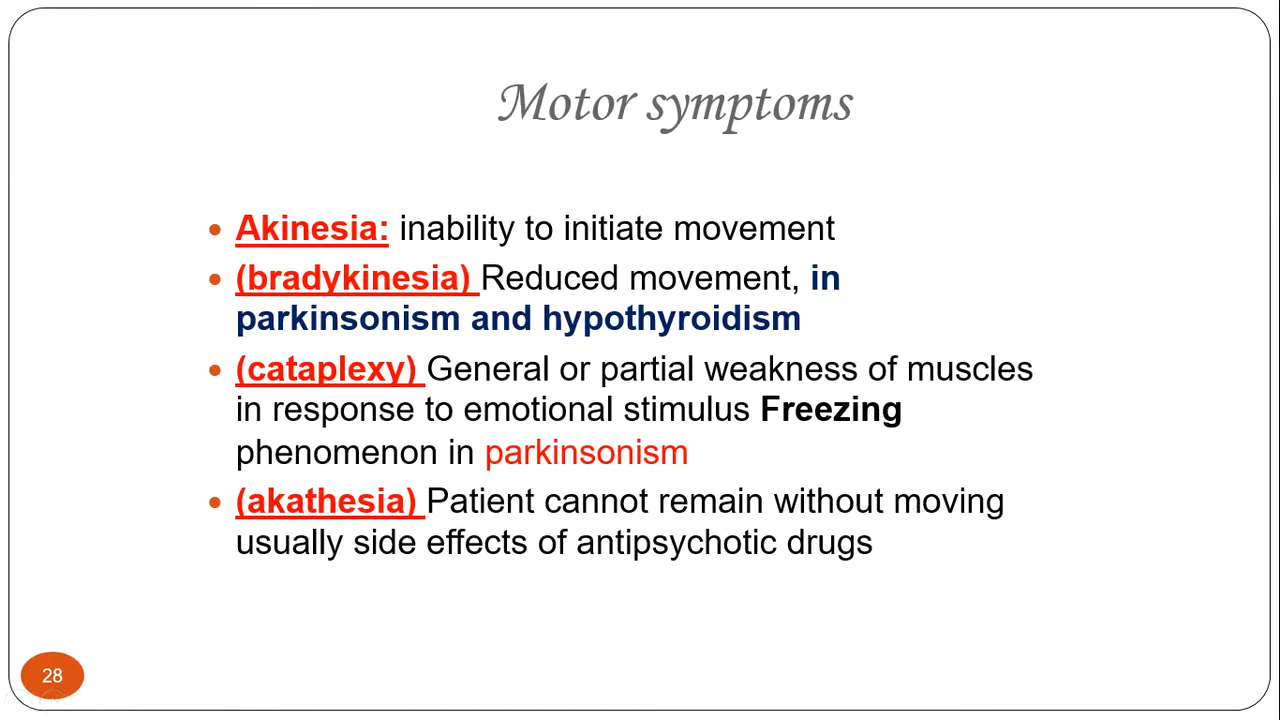 Motor symptoms
• Akinesia: inability to initiate movement
• (bradykinesia) Reduced movement, in
parkinsonism and hypothyroidism
• (cataplexy) General or partial weakness of muscles
in response to emotional stimulus Freezing
phenomenon in parkinsonism
• (akathesia) Patient cannot remain without moving
usually side effects of antipsychotic drugs
28